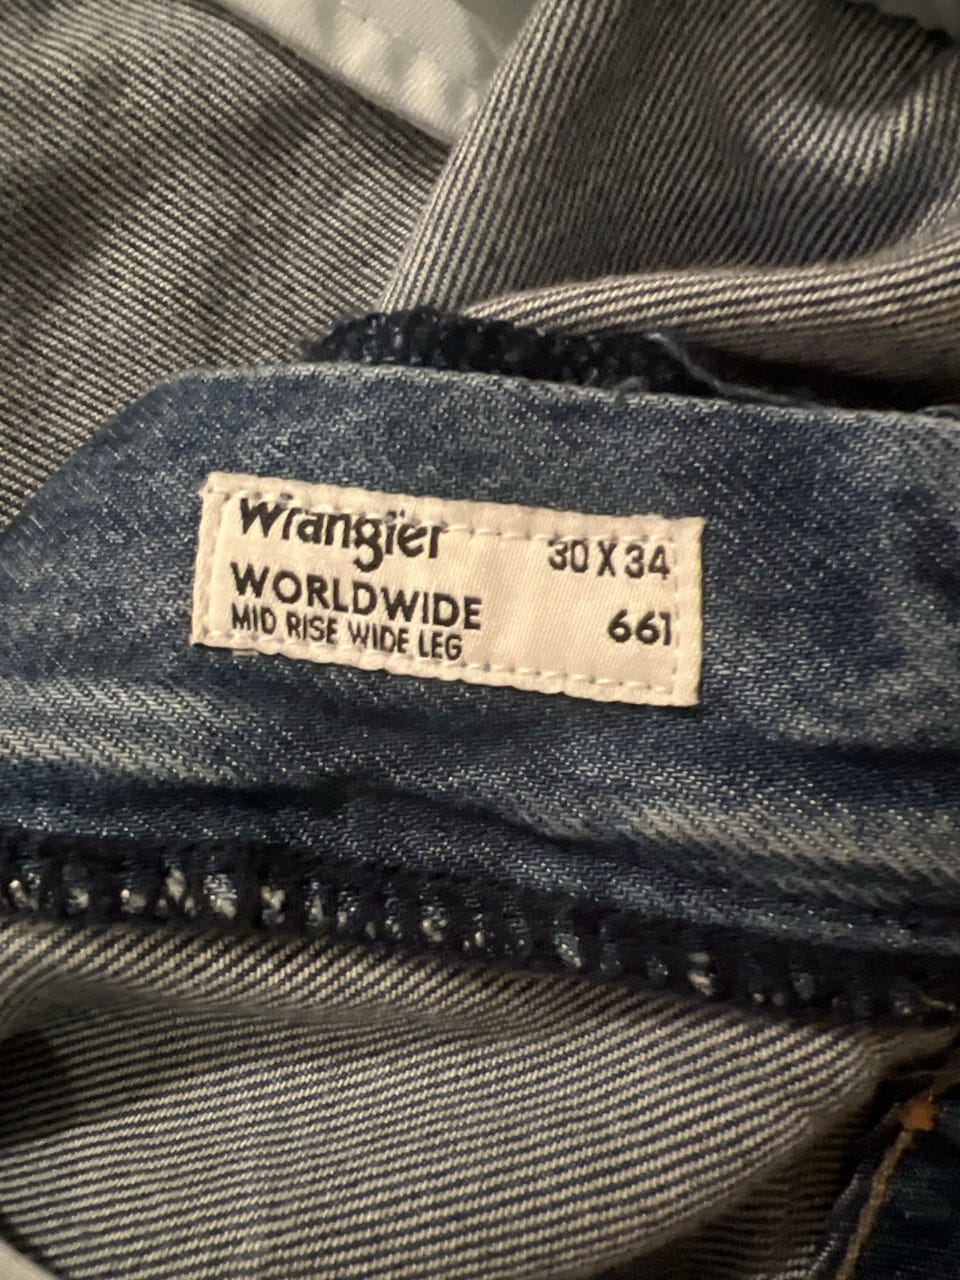 Wrangler
30 X 34
WORLDWIDE
661
MID RISE WIDE LEG